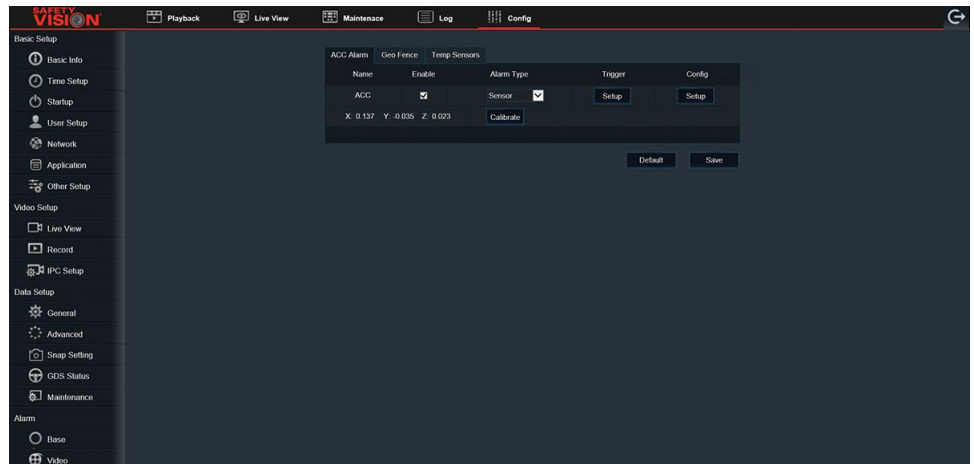 SAFETY VISION
Playback Live View Maintenace Log Config
Basic Setup
Basic Info
Time Setup
Startup
User Setup
Network
Application
Other Setup
Video Setup
Live View
Record
IPC Setup
Data Setup
General
Advanced
Snap Setting
GDS Status
Maintenance
Alarm
Base
Video
ACC Alarm Geo Fence Temp Sensors
Name Enable Alarm Type Trigger Config
ACC Sensor Setup Setup
X: 0.137 Y: -0.035 Z: 0.023 Calibrate
Default Save